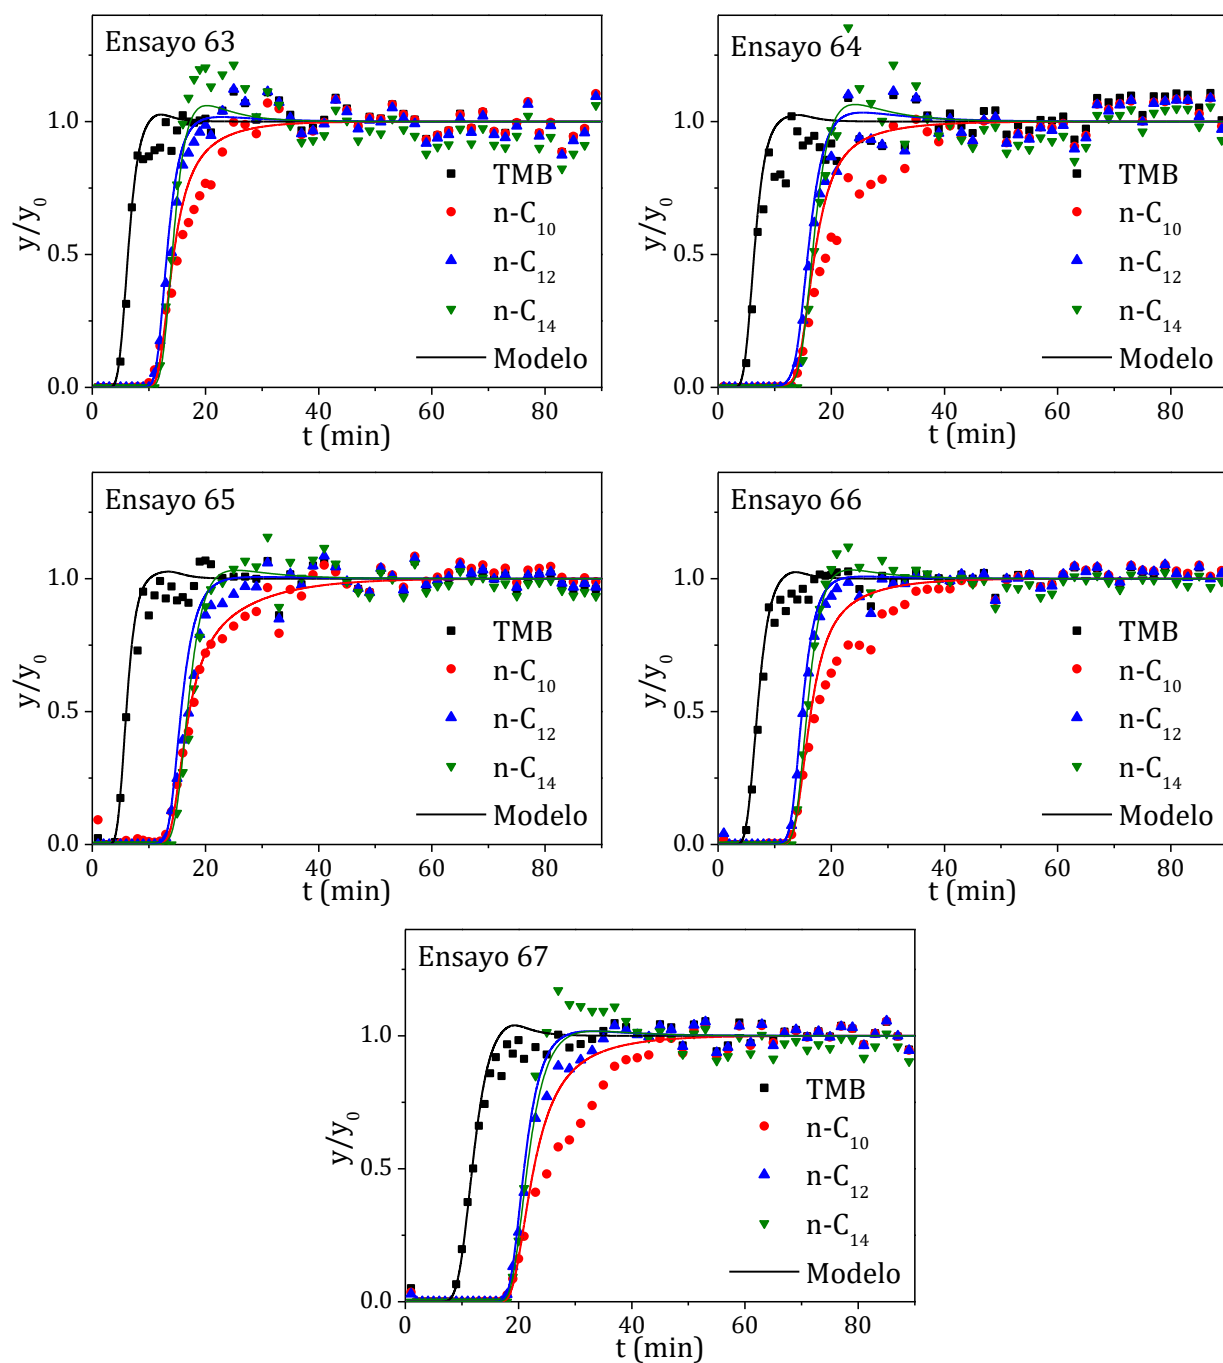 Ensayo 63
y/y0
1.0
0.5
0.0
TMB
n-C10
n-C12
n-C14
Modelo
0 20 40 60 80
t (min)
Ensayo 64
y/y0
1.0
0.5
0.0
TMB
n-C10
n-C12
n-C14
Modelo
0 20 40 60 80
t (min)
Ensayo 65
y/y0
1.0
0.5
0.0
TMB
n-C10
n-C12
n-C14
Modelo
0 20 40 60 80
t (min)
Ensayo 66
y/y0
1.0
0.5
0.0
TMB
n-C10
n-C12
n-C14
Modelo
0 20 40 60 80
t (min)
Ensayo 67
y/y0
1.0
0.5
0.0
TMB
n-C10
n-C12
n-C14
Modelo
0 20 40 60 80
t (min)